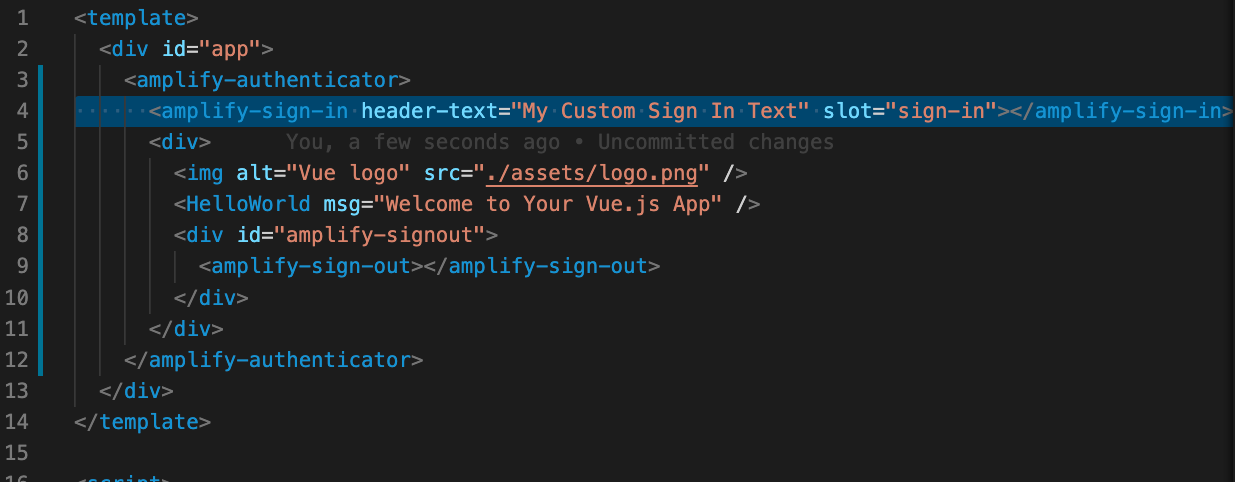 1 <template>
2   <div id="app">
3     <amplify-authenticator>
4       <amplify-sign-in header-text="My Custom Sign In Text" slot="sign-in"></amplify-sign-in>
5       <div>      You, a few seconds ago • Uncommitted changes
6         <img alt="Vue logo" src="./assets/logo.png" />
7         <HelloWorld msg="Welcome to Your Vue.js App" />
8         <div id="amplify-signout">
9           <amplify-sign-out></amplify-sign-out>
10         </div>
11       </div>
12     </amplify-authenticator>
13   </div>
14 </template>
15
16 <script>